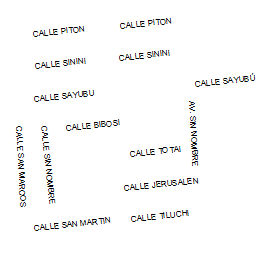 CALLE PITON
CALLE PITON
CALLE SININI
CALLE SININI
CALLE SAYUBÚ
CALLE SAYUBU
CALLE BIBOSI
AV. SIN NOMBRE
CALLE SAN MARCOS
CALLE SIN NOMBRE
CALLE TOTAI
CALLE JERUSALEN
CALLE SAN MARTIN
CALLE TILUCHI